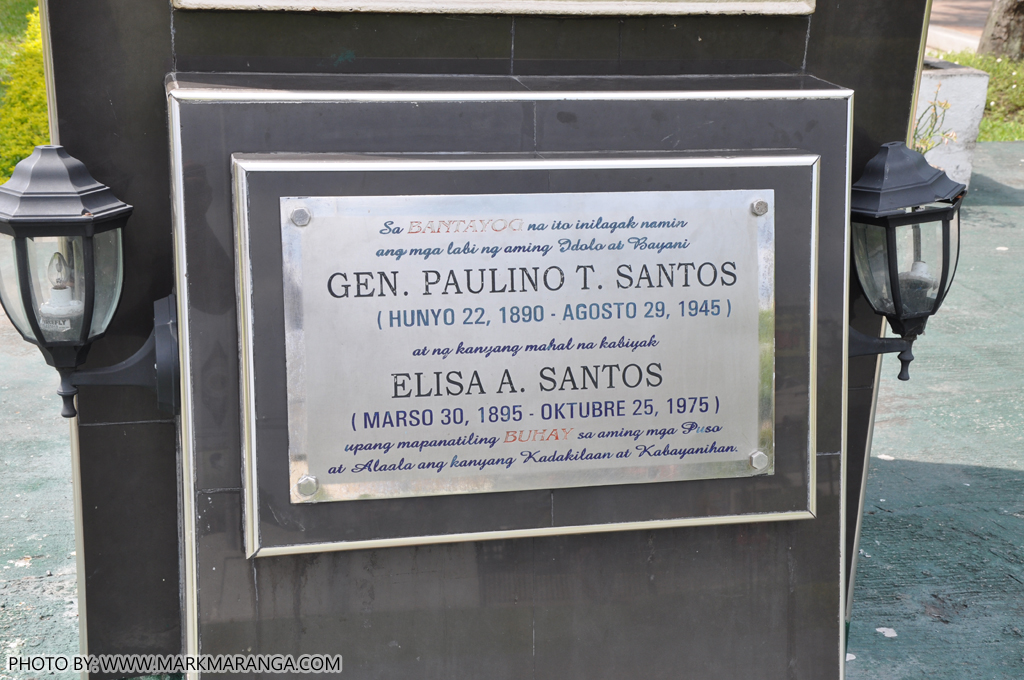 Sa BANTAYOG na ito inilagak namin
ang mga labi ng aming Idolo at Bayani
GEN. PAULINO T. SANTOS
( HUNYO 22, 1890 - AGOSTO 29, 1945 )
at ng kanyang mahal na kabiyak
ELISA A. SANTOS
( MARSO 30, 1895 - OKTUBRE 25, 1975 )
upang mapanatiling BUHAY sa aming mga Puso
at Alaala ang kanyang Kadakilaan at Kabayanihan.
PHOTO BY: WWW.MARKMARANGA.COM